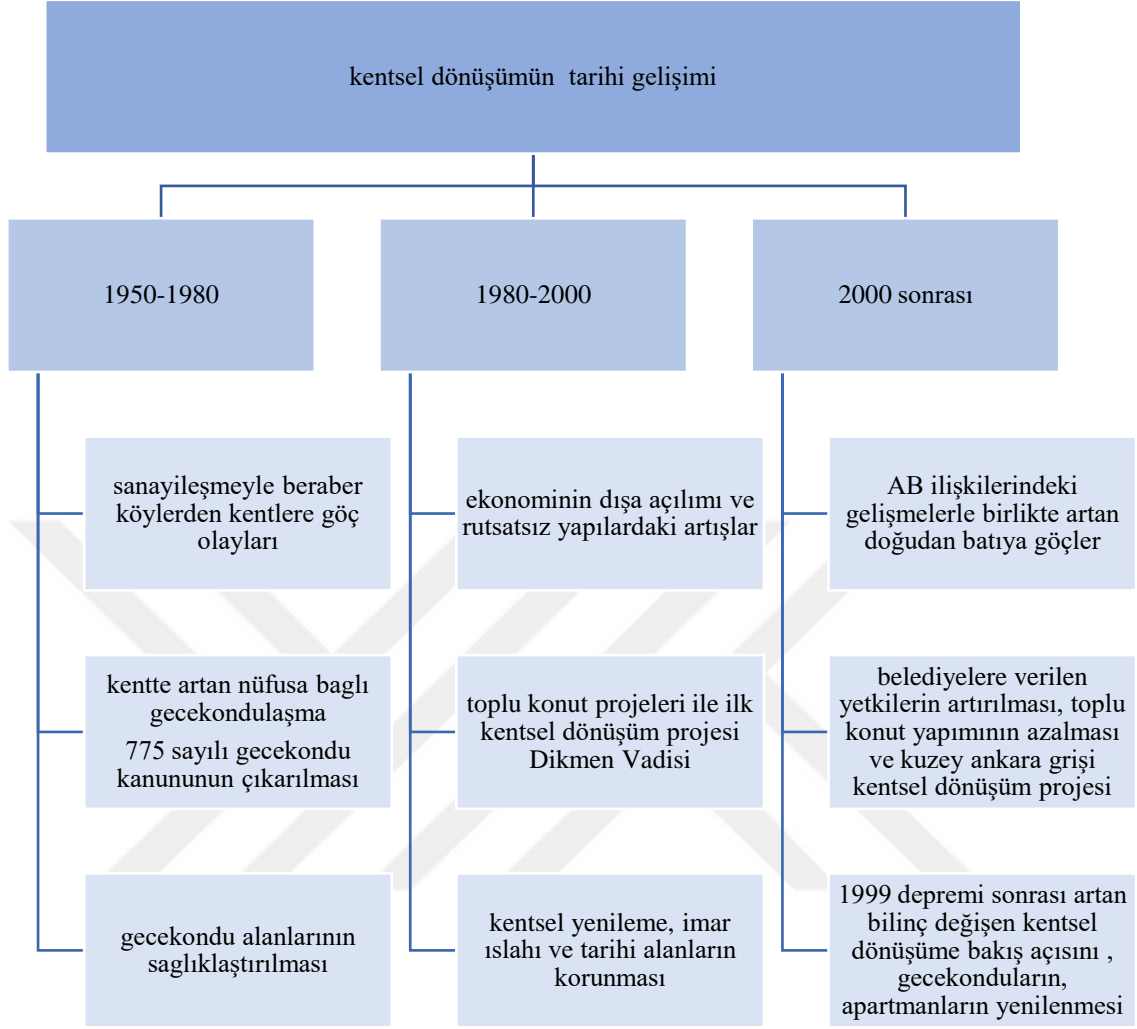 kentsel dönüşümün tarihi gelişimi
1950-1980
sanayileşmeyle beraber
köylerden kentlere göç
olayları
kentte artan nüfusa baglı
gecekondulaşma
775 sayılı gecekondu
kanununun çıkarılması
gecekondu alanlarının
saglıklaştırılması
1980-2000
ekonominin dışa açılımı ve
rutsatsız yapılardaki artışlar
toplu konut projeleri ile ilk
kentsel dönüşüm projesi
Dikmen Vadisi
kentsel yenileme, imar
ıslahı ve tarihi alanların
korunması
2000 sonrası
AB ilişkilerindeki
gelişmelerle birlikte artan
doğudan batıya göçler
belediyelere verilen
yetkilerin artırılması, toplu
konut yapımının azalması
ve kuzey ankara grişi
kentsel dönüşüm projesi
1999 depremi sonrası artan
bilinç değişen kentsel
dönüşüme bakış açısını ,
gecekonduların,
apartmanların yenilenmesi